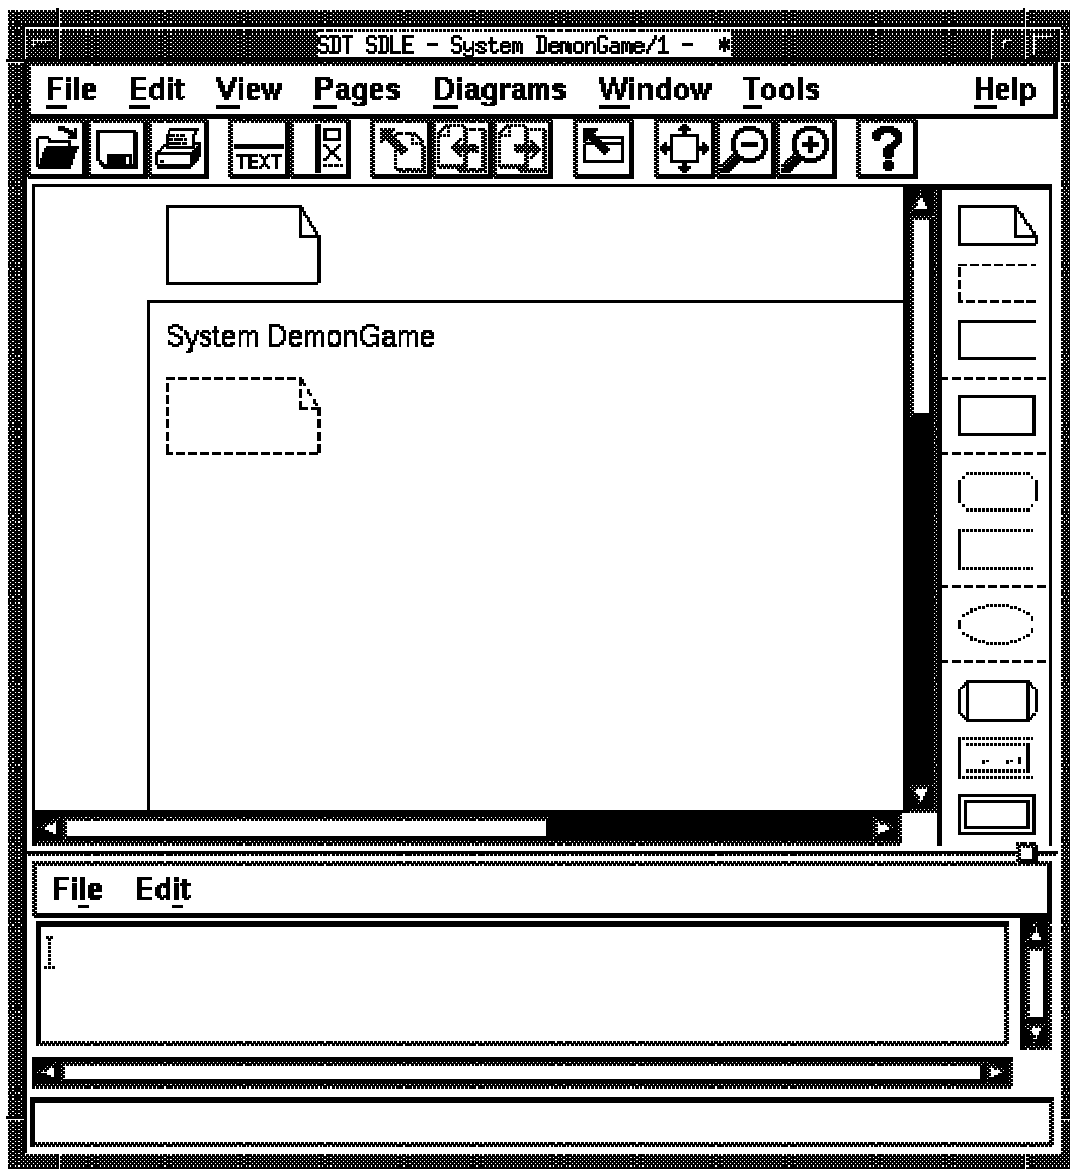 SDT SDLE - System DemonGame/1 - *
File Edit View Pages Diagrams Window Tools Help
TEXT
?
System DemonGame
File Edit